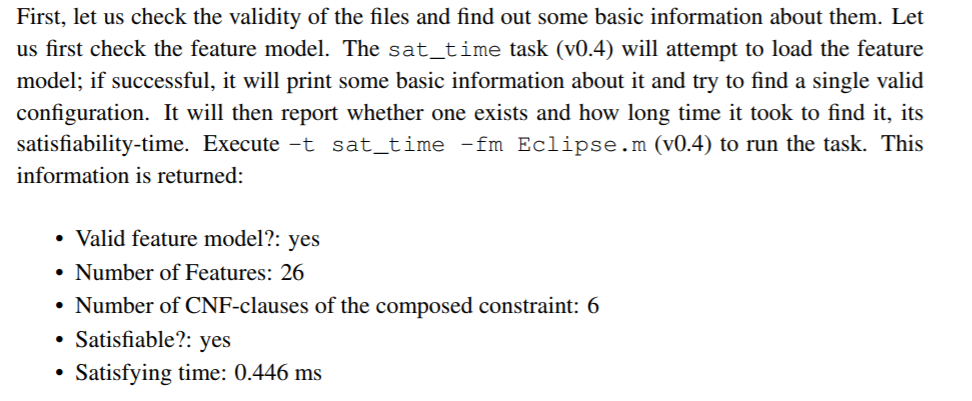 First, let us check the validity of the files and find out some basic information about them. Let
us first check the feature model. The sat_time task (v0.4) will attempt to load the feature
model; if successful, it will print some basic information about it and try to find a single valid
configuration. It will then report whether one exists and how long time it took to find it, its
satisfiability-time. Execute -t sat_time -fm Eclipse.m (v0.4) to run the task. This
information is returned:
• Valid feature model?: yes
• Number of Features: 26
• Number of CNF-clauses of the composed constraint: 6
• Satisfiable?: yes
• Satisfying time: 0.446 ms